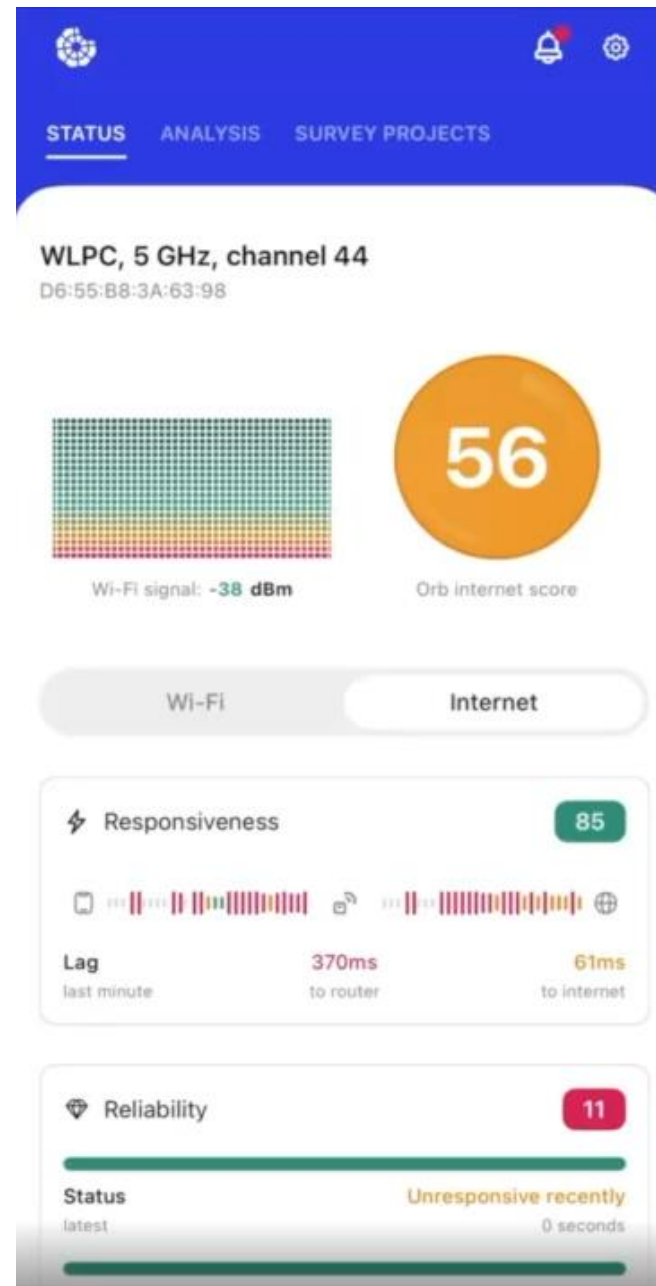 STATUS ANALYSIS SURVEY PROJECTS
WLPC, 5 GHz, channel 44
D6:55:B8:3A:63:98
56
Wi-Fi signal: -38 dBm
Orb internet score
Wi-Fi Internet
Responsiveness 85
Lag 370ms 61ms
last minute to router to internet
Reliability 11
Status Unresponsive recently
latest 0 seconds